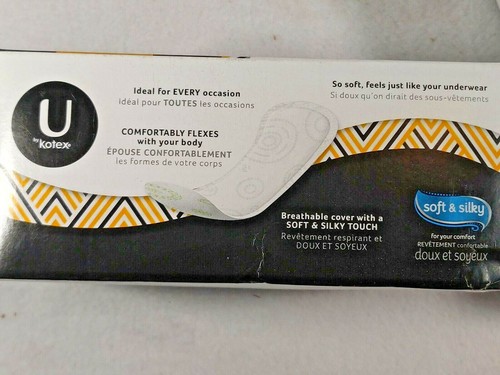 U
by Kotex
Ideal for EVERY occasion
Idéal pour TOUTES les occasions
COMFORTABLY FLEXES
with your body
ÉPOUSE CONFORTABLEMENT
les formes de votre corps
So soft, feels just like your underwear
Si doux qu'on dirait des sous-vêtements
Breathable cover with a
SOFT & SILKY TOUCH
Revêtement respirant et
DOUX ET SOYEUX
soft & silky
for your comfort
REVÊTEMENT confortable
doux et soyeux